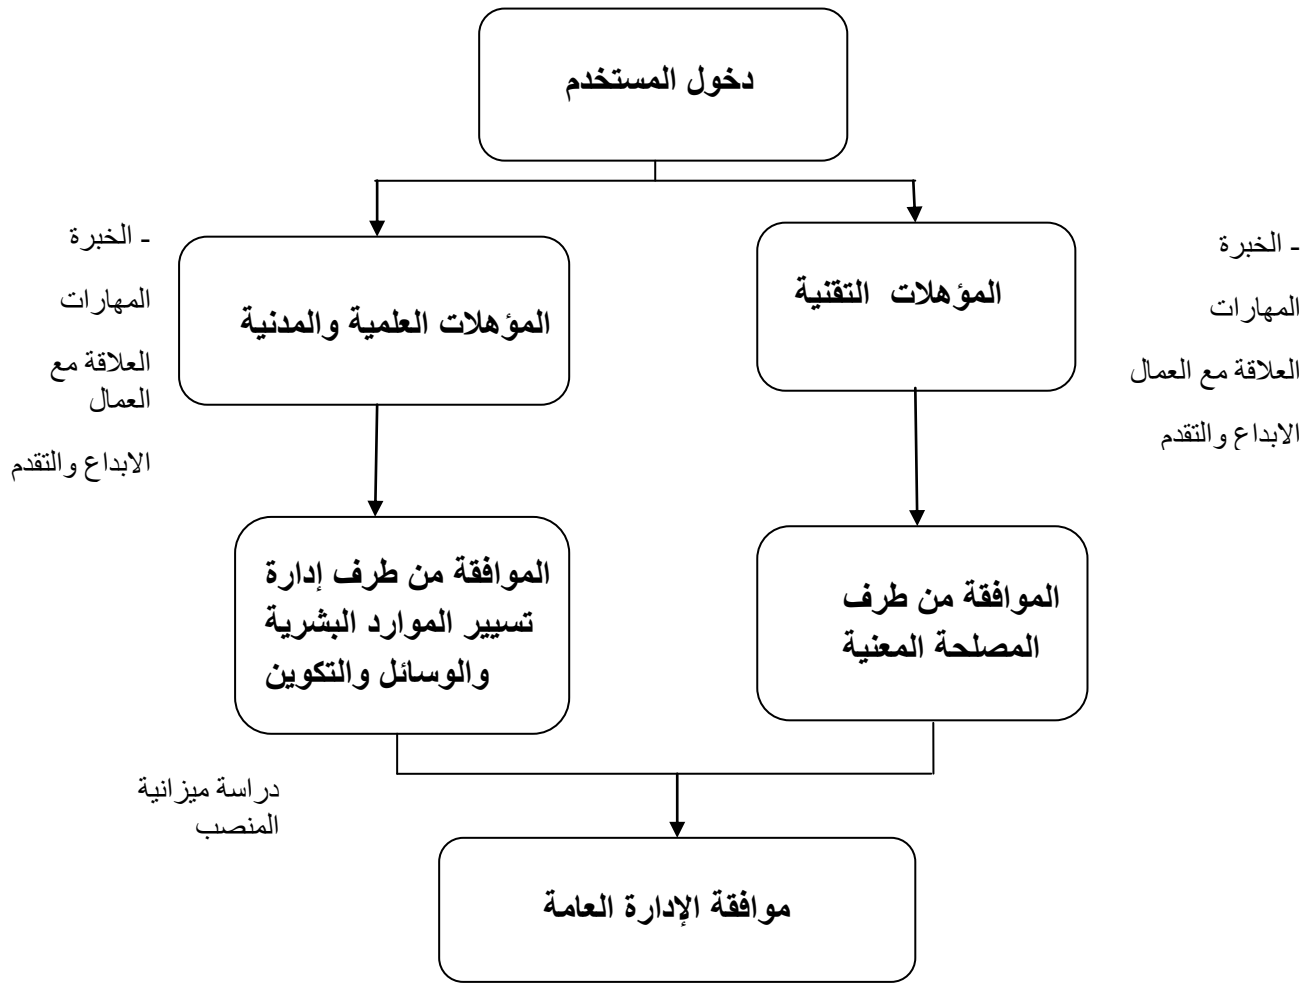 دخول المستخدم
المؤهلات التقنية
- الخبرة
المهارات
العلاقة مع العمال
الابداع والتقدم
المؤهلات العلمية والمدنية
- الخبرة
المهارات
العلاقة مع
العمال
الابداع والتقدم
الموافقة من طرف
المصلحة المعنية
الموافقة من طرف إدارة
تسيير الموارد البشرية
والوسائل والتكوين
دراسة ميزانية
المنصب
موافقة الإدارة العامة